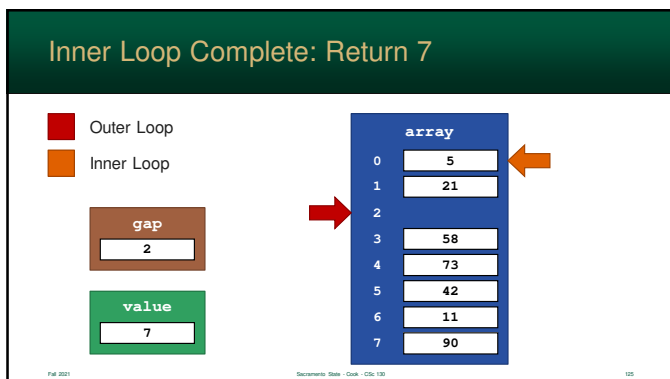 Inner Loop Complete: Return 7
Outer Loop
Inner Loop
gap
2
value
7
array
0 5
1 21
2
3 58
4 73
5 42
6 11
7 90
Fall 2021 Sacramento State - Cook - CSc 130 125